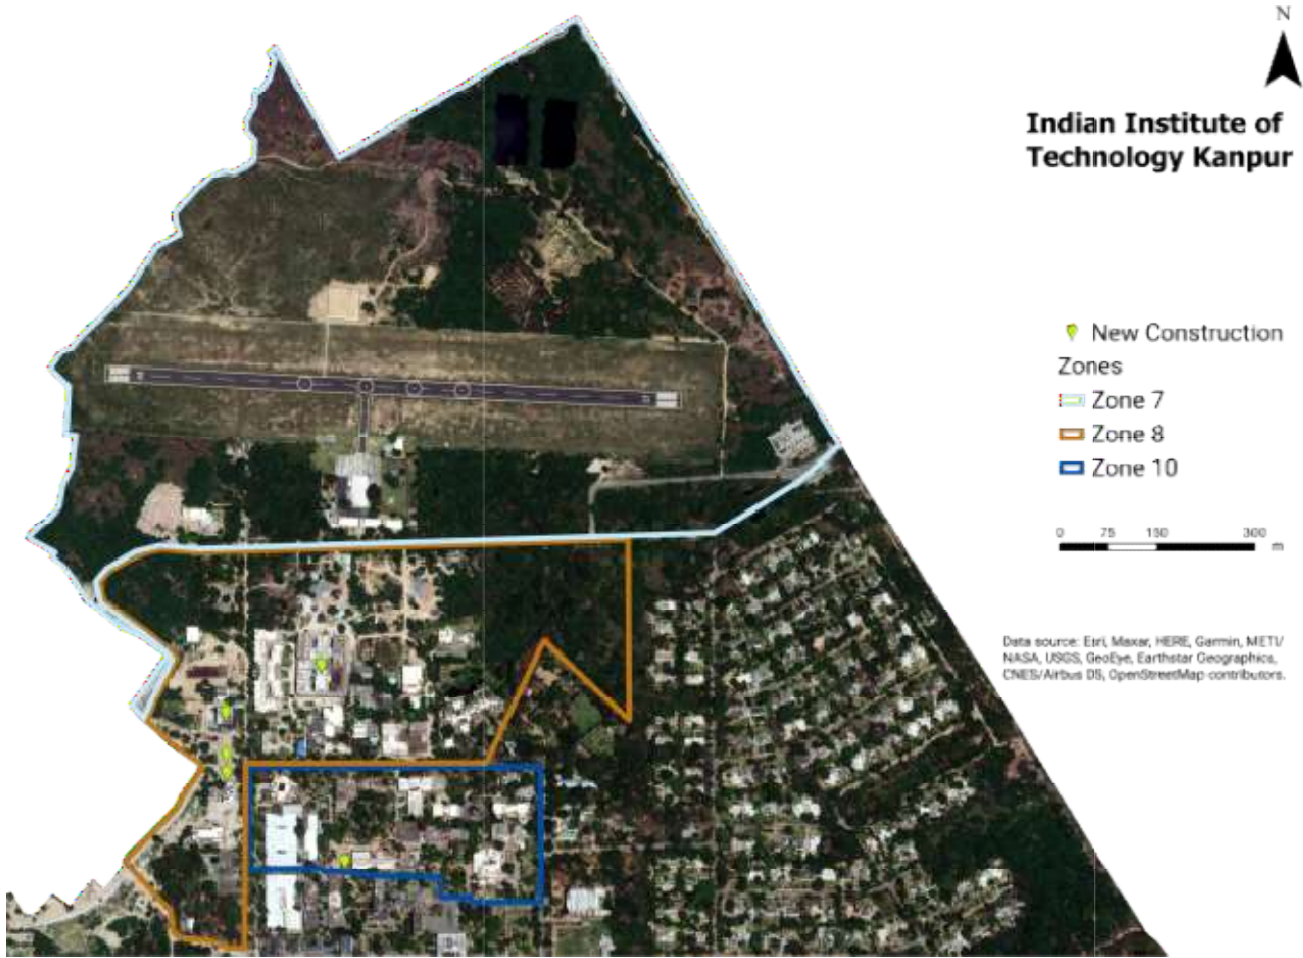 N
Indian Institute of
Technology Kanpur
New Construction
Zones
Zone 7
Zone 8
Zone 10
0 75 150 300
m
Data source: Esri, Maxar, HERE, Garmin, METI/
NASA, USGS, GeoEye, Earthstar Geographics,
CNES/Airbus DS, OpenStreetMap contributors.